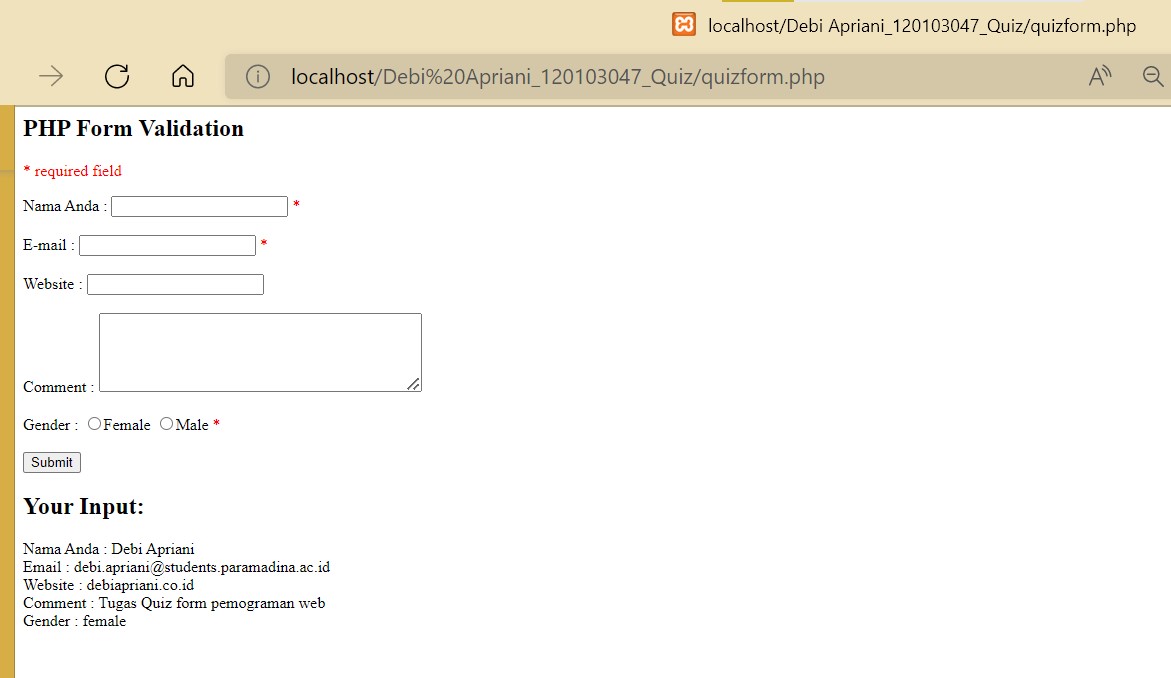 localhost/Debi Apriani_120103047_Quiz/quizform.php
localhost/Debi%20Apriani_120103047_Quiz/quizform.php
PHP Form Validation
* required field
Nama Anda : *
E-mail : *
Website :
Comment :
Gender : Female Male *
Submit
Your Input:
Nama Anda : Debi Apriani
Email : debi.apriani@students.paramadina.ac.id
Website : debiapriani.co.id
Comment : Tugas Quiz form pemograman web
Gender : female